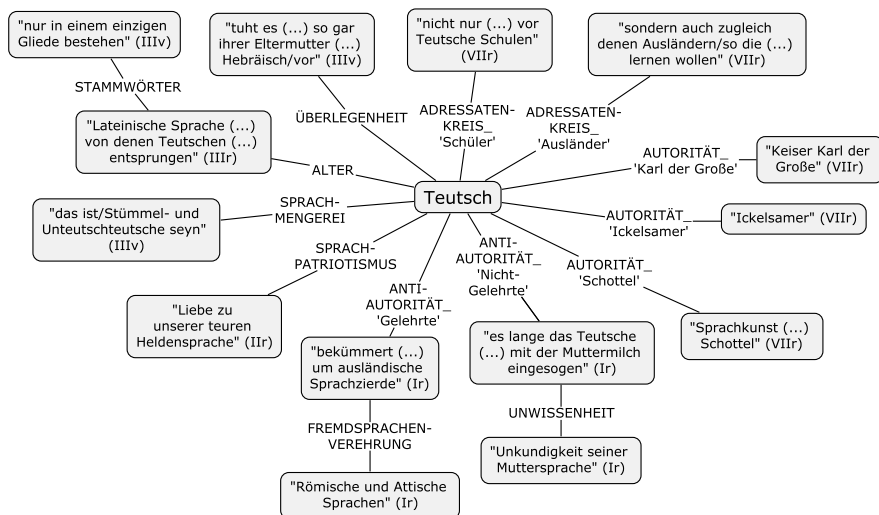 "nur in einem einzigen
Gliede bestehen" (IIIv)
"tuht es (...) so gar
ihrer Eltermutter (...)
Hebräisch/vor" (IIIv)
"nicht nur (...) vor
Teutsche Schulen"
(VIIr)
"sondern auch zugleich
denen Ausländern/so die (...)
lernen wollen" (VIIr)
STAMMWÖRTER
ÜBERLEGENHEIT
ADRESSATEN-
KREIS_
'Schüler'
ADRESSATEN-
KREIS_
'Ausländer'
"Lateinische Sprache (...)
von denen Teutschen (...)
entsprungen" (IIIr)
ALTER
AUTORITÄT_
'Karl der Große'
"Keiser Karl der
Große" (VIIr)
Teutsch
"das ist/Stümmel- und
Unteutschteutsche seyn"
(IIIv)
SPRACH-
MENGEREI
AUTORITÄT_
'Ickelsamer'
"Ickelsamer" (VIIr)
SPRACH-
PATRIOTISMUS
ANTI-
AUTORITÄT_
'Gelehrte'
ANTI-
AUTORITÄT_
'Nicht-
Gelehrte'
AUTORITÄT_
'Schottel'
"Liebe zu
unserer teuren
Heldensprache" (IIr)
"bekümmert (...)
um ausländische
Sprachzierde" (Ir)
"es lange das Teutsche
(...) mit der Muttermilch
eingesogen" (Ir)
"Sprachkunst (...)
Schottel" (VIIr)
FREMDSPRACHEN-
VEREHRUNG
UNWISSENHEIT
"Römische und Attische
Sprachen" (Ir)
"Unkundigkeit seiner
Muttersprache" (Ir)